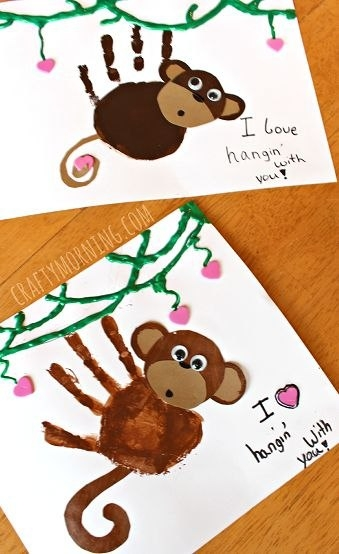 I love
hangin'
with
you!
CRAFTYMORNING.COM
I ♥
hangin'
with
you!